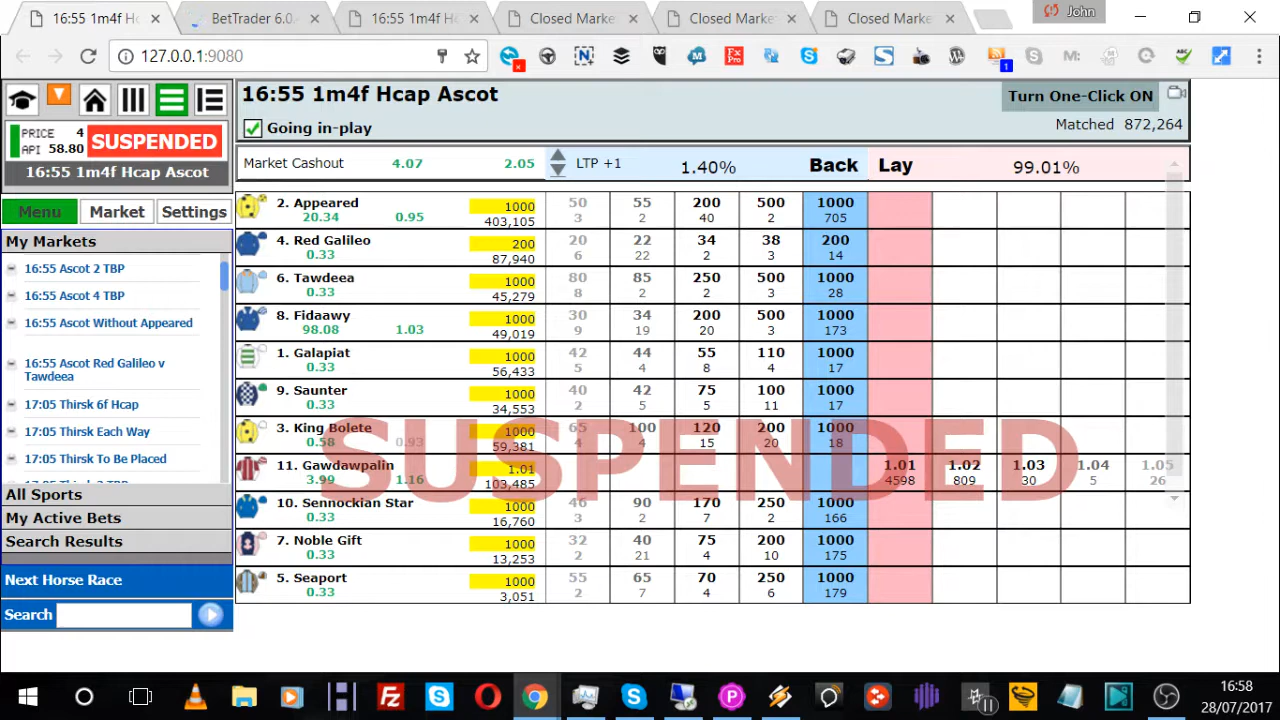 16:55 1m4f Hc
BetTrader 6.0.
16:55 1m4f H
Closed Marke
Closed Marke
Closed Marke
John
127.0.0.1:9080
16:55 1m4f Hcap Ascot
Turn One-Click ON
Going in-play
Matched 872,264
PRICE 4
API 58.80
SUSPENDED
16:55 1m4f Hcap Ascot
Market Cashout 4.07 2.05 LTP +1 1.40% Back Lay 99.01%
Menu Market Settings
My Markets
16:55 Ascot 2 TBP
16:55 Ascot 4 TBP
16:55 Ascot Without Appeared
16:55 Ascot Red Galileo v
Tawdeea
17:05 Thirsk 6f Hcap
17:05 Thirsk Each Way
17:05 Thirsk To Be Placed
All Sports
My Active Bets
Search Results
Next Horse Race
Search
2. Appeared 1000 50 55 200 500 1000
20.34 0.95 403,105 3 2 40 2 705
4. Red Galileo 200 20 22 34 38 200
0.33 87,940 6 22 2 3 14
6. Tawdeea 1000 80 85 250 500 1000
0.33 45,279 8 2 2 3 28
8. Fidaawy 1000 30 34 200 500 1000
98.08 1.03 49,019 9 19 20 3 173
1. Galapiat 1000 42 44 55 110 1000
0.33 56,433 5 4 8 4 17
9. Saunter 1000 40 42 75 100 1000
0.33 34,553 2 5 5 11 17
3. King Bolete 1000 65 100 120 200 1000
0.58 0.93 59,381 4 4 15 20 18
11. Gawdawpalin 1.01 1.01 1.02 1.03 1.04 1.05
3.99 1.16 103,485 4598 809 30 5 26
10. Sennockian Star 1000 46 90 170 250 1000
0.33 16,760 3 2 7 2 166
7. Noble Gift 1000 32 40 75 200 1000
0.55 13,253 2 21 4 10 175
5. Seaport 1000 55 65 70 250 1000
0.33 3,051 2 7 4 6 179
SUSPENDED
16:58
28/07/2017